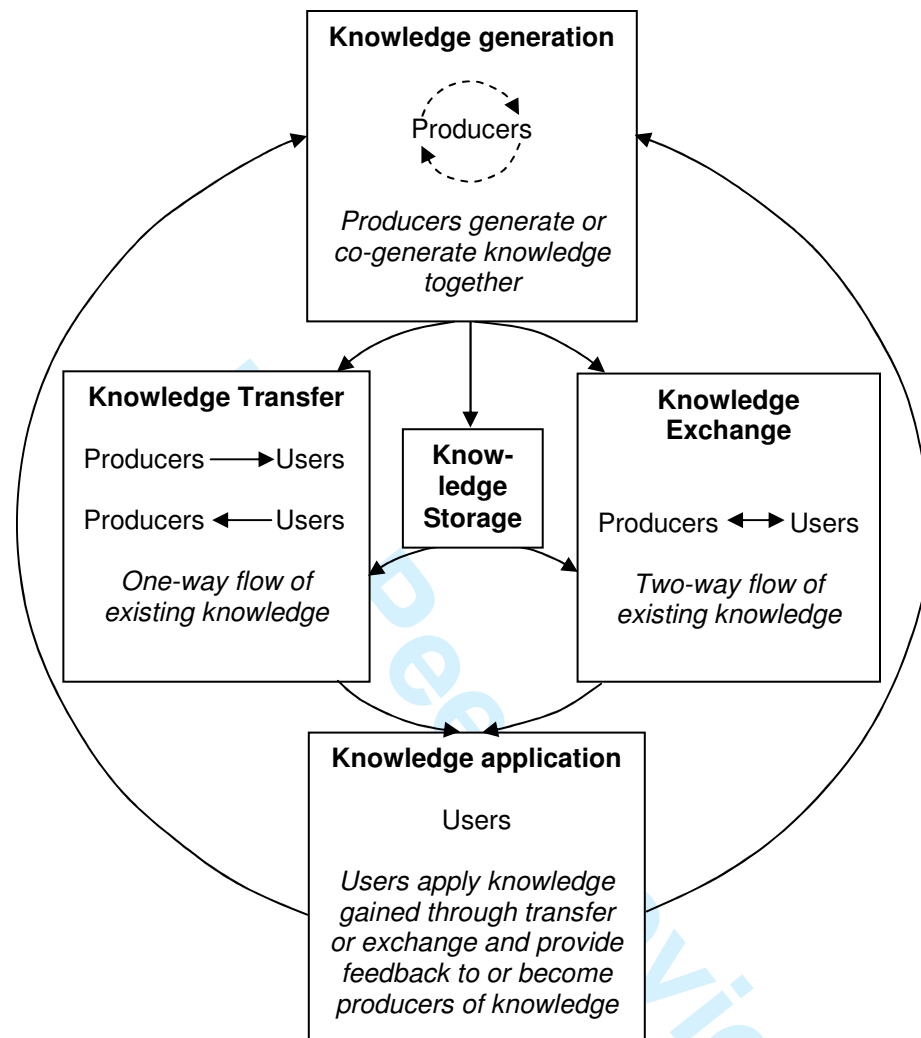 Knowledge generation
Producers
Producers generate or
co-generate knowledge
together
Knowledge Transfer
Producers Users
Producers Users
One-way flow of
existing knowledge
Know-
ledge
Storage
Knowledge
Exchange
Producers Users
Two-way flow of
existing knowledge
Knowledge application
Users
Users apply knowledge
gained through transfer
or exchange and provide
feedback to or become
producers of knowledge